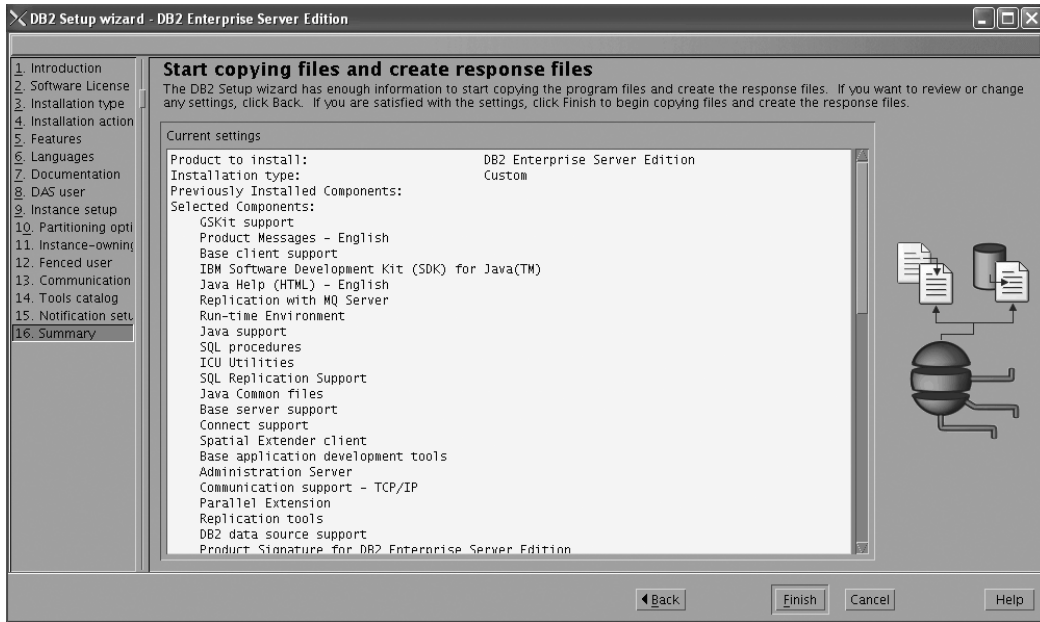 DB2 Setup wizard - DB2 Enterprise Server Edition
1. Introduction
2. Software License
3. Installation type
4. Installation action
5. Features
6. Languages
7. Documentation
8. DAS user
9. Instance setup
10. Partitioning opti
11. Instance-owning
12. Fenced user
13. Communication
14. Tools catalog
15. Notification setu
16. Summary
Start copying files and create response files
The DB2 Setup wizard has enough information to start copying the program files and create the response files. If you want to review or change
any settings, click Back. If you are satisfied with the settings, click Finish to begin copying files and create the response files.
Current settings
Product to install: DB2 Enterprise Server Edition
Installation type: Custom
Previously Installed Components:
Selected Components:
GSKit support
Product Messages - English
Base client support
IBM Software Development Kit (SDK) for Java(TM)
Java Help (HTML) - English
Replication with MQ Server
Run-time Environment
Java support
SQL procedures
ICU Utilities
SQL Replication Support
Java Common files
Base server support
Connect support
Spatial Extender client
Base application development tools
Administration Server
Communication support - TCP/IP
Parallel Extension
Replication tools
DB2 data source support
Product Signature for DB2 Enterprise Server Edition
Back
Finish
Cancel
Help